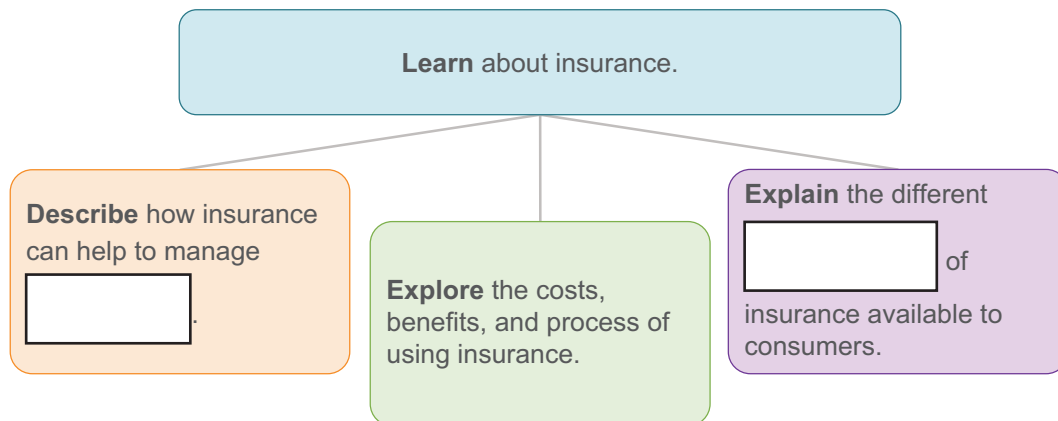 Learn about insurance.
Describe how insurance
can help to manage
.
Explore the costs,
benefits, and process of
using insurance.
Explain the different
of
insurance available to
consumers.